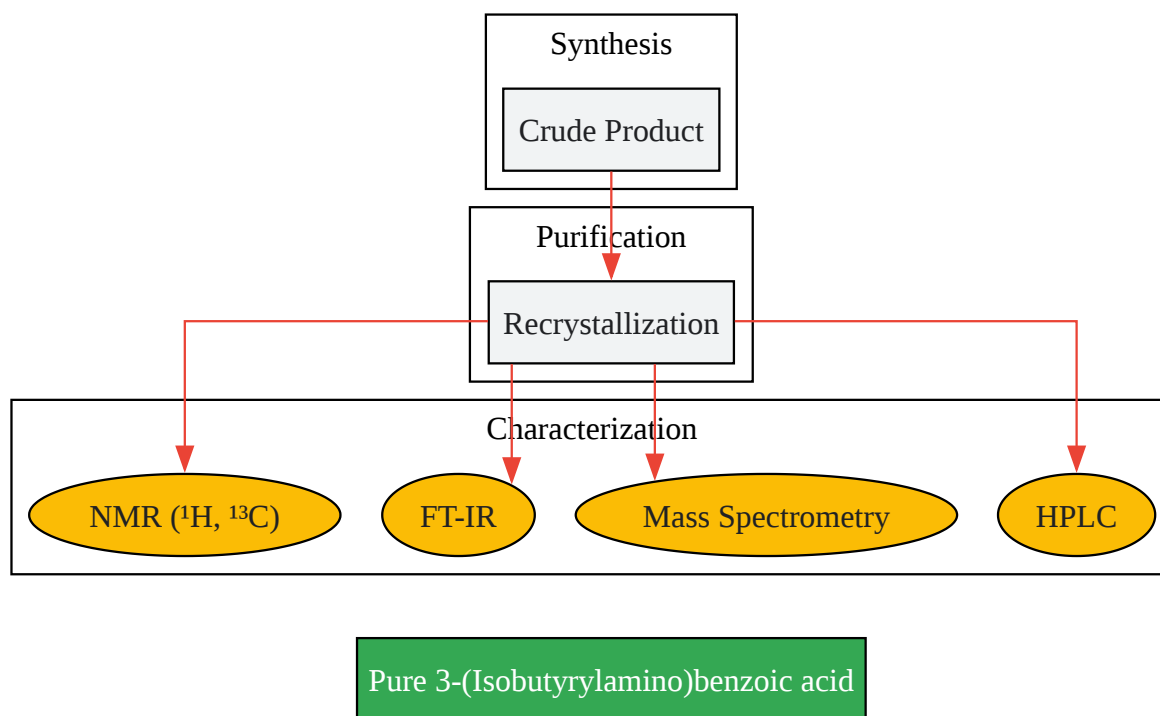 Synthesis
Crude Product
Purification
Recrystallization
Characterization
NMR (¹H, ¹³C)
FT-IR
Mass Spectrometry
HPLC
Pure 3-(Isobutyrylamino)benzoic acid